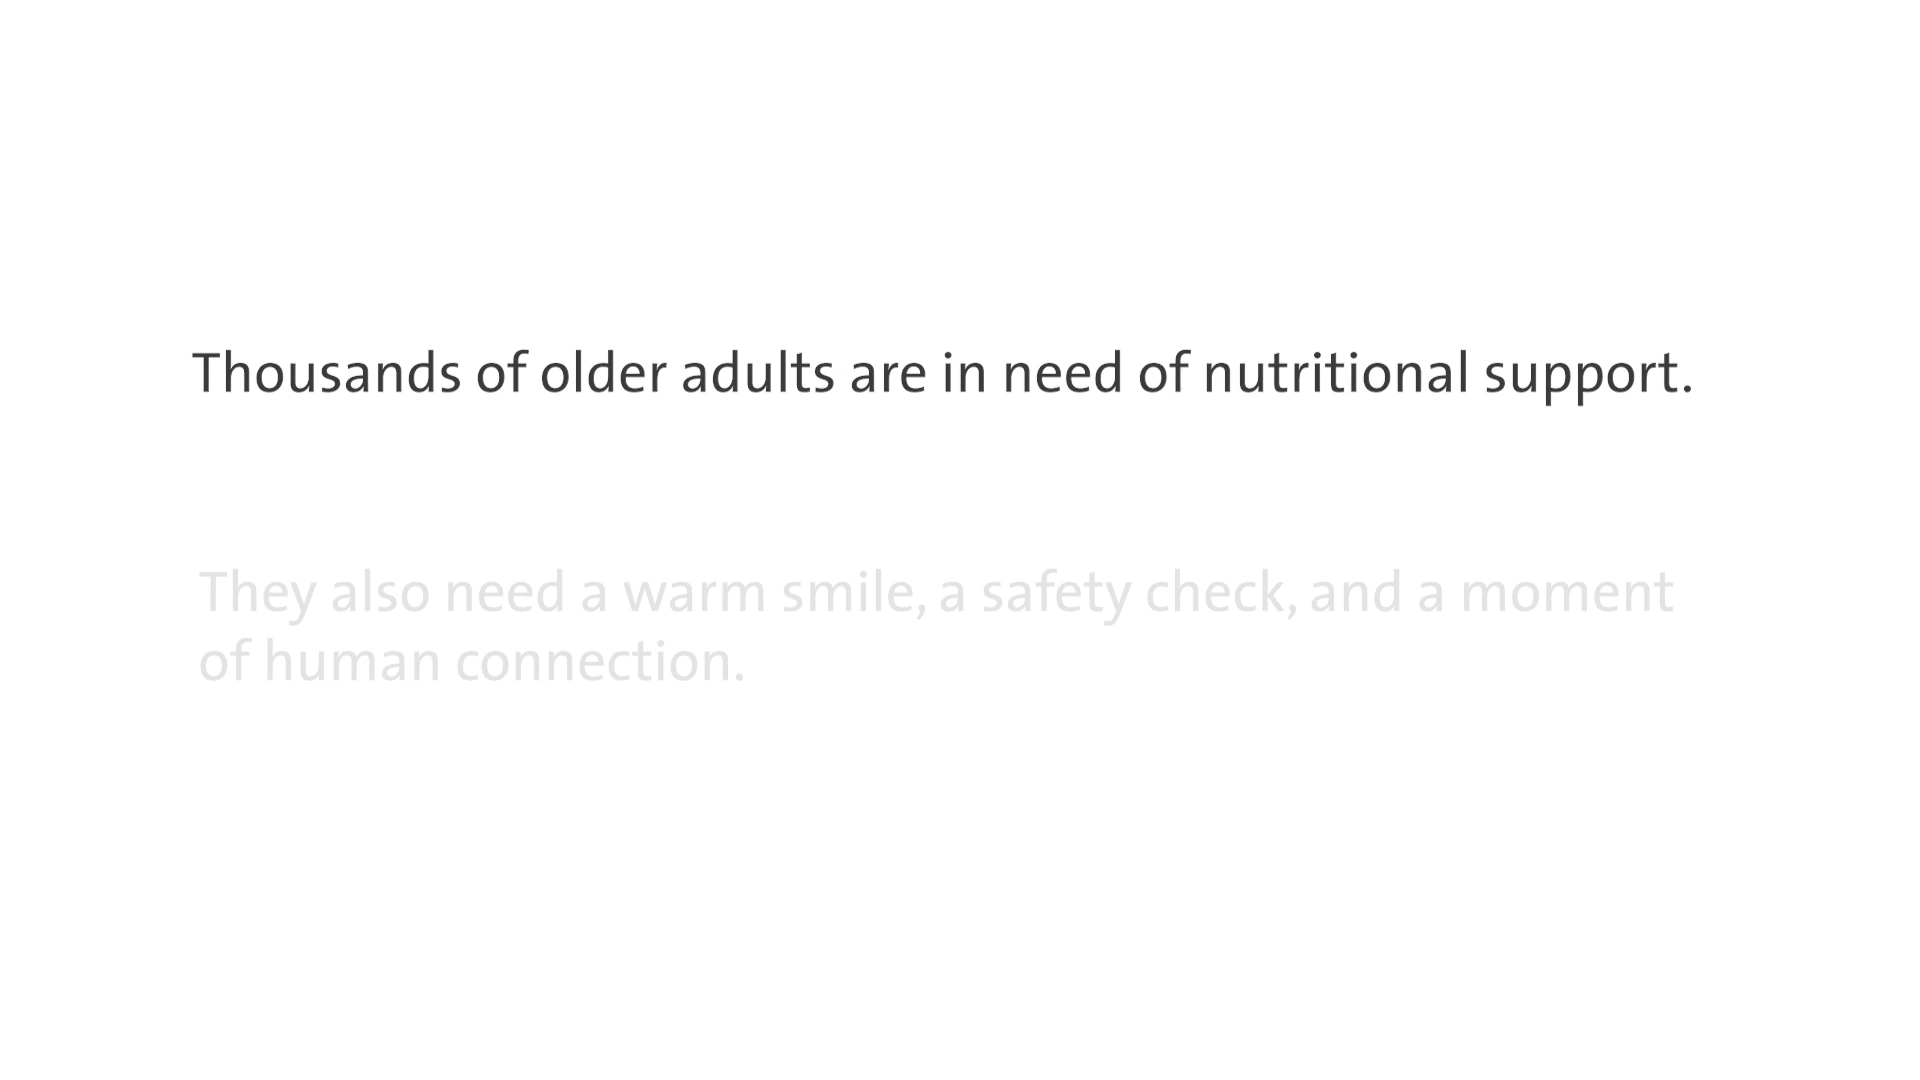 Thousands of older adults are in need of nutritional support.
They also need a warm smile, a safety check, and a moment
of human connection.